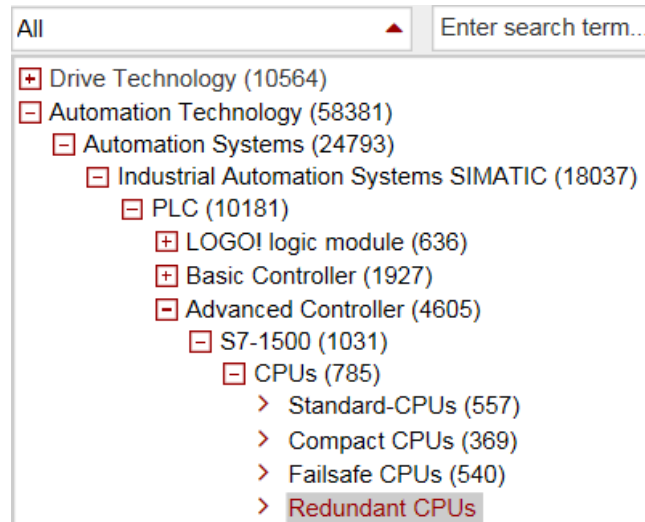 All Enter search term...
Drive Technology (10564)
Automation Technology (58381)
Automation Systems (24793)
Industrial Automation Systems SIMATIC (18037)
PLC (10181)
LOGO! logic module (636)
Basic Controller (1927)
Advanced Controller (4605)
S7-1500 (1031)
CPUs (785)
Standard-CPUs (557)
Compact CPUs (369)
Failsafe CPUs (540)
Redundant CPUs